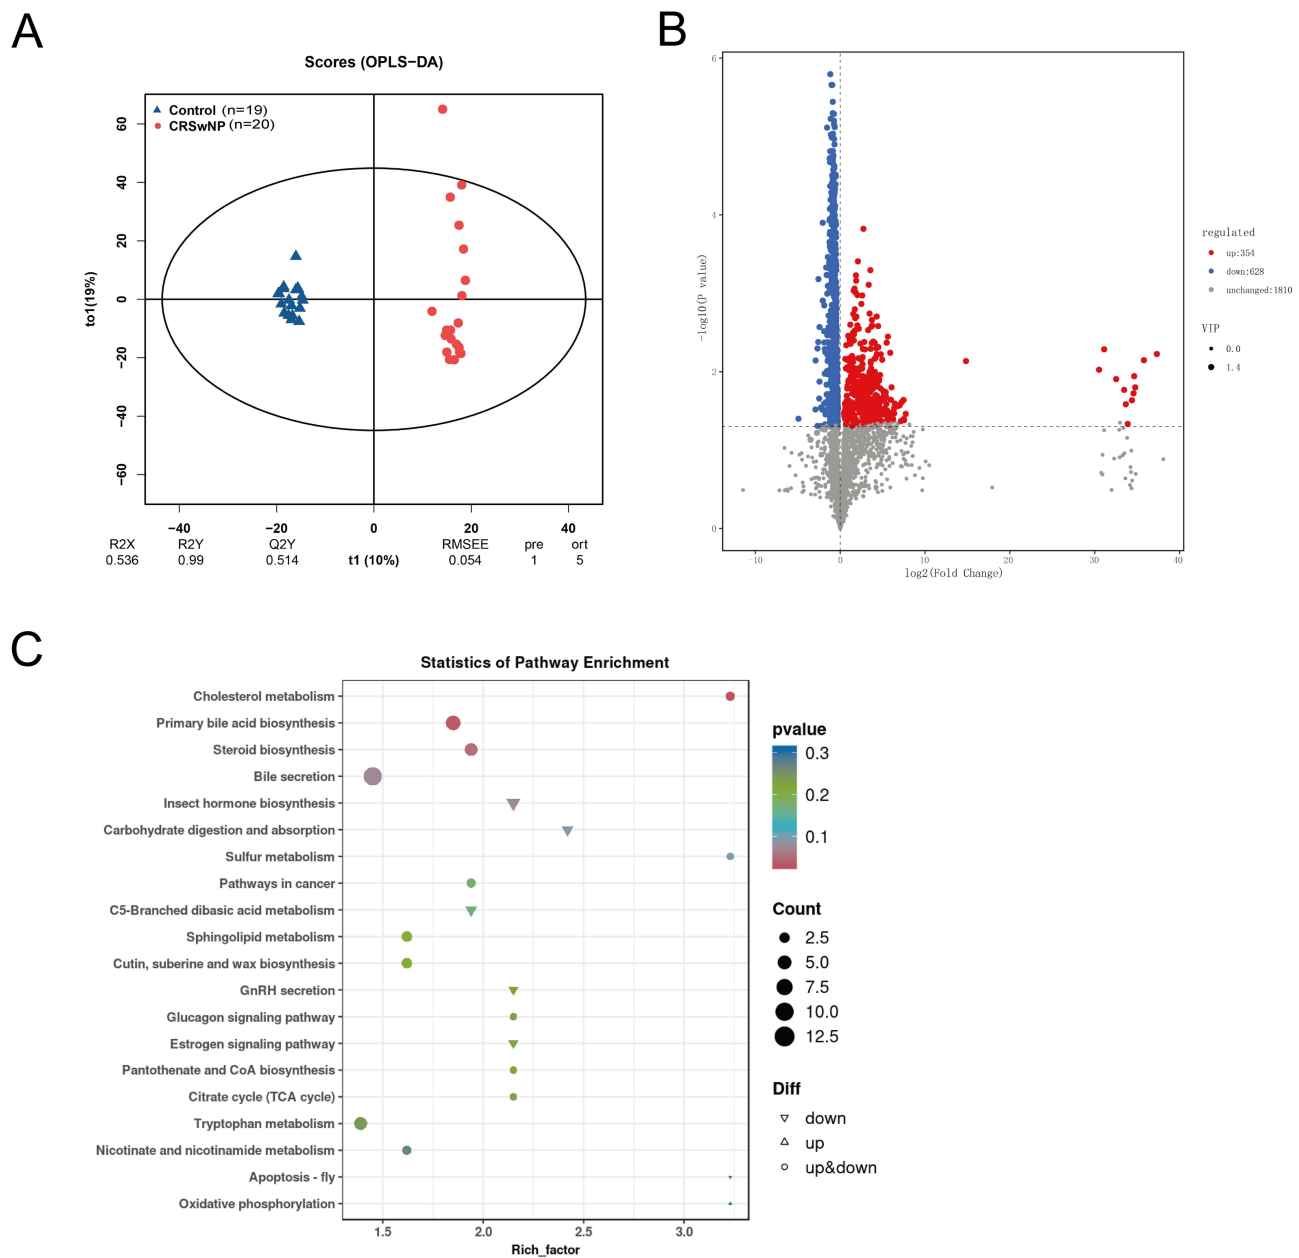 A
Scores (OPLS−DA)
Control (n=19)
CRSwNP (n=20)
to1(19%)
60
40
20
0
−20
−40
−60
−40 −20 0 20 40
R2X R2Y Q2Y RMSEE pre ort
0.536 0.99 0.514 t1 (10%) 0.054 1 5
B
-log10(P value)
6
4
2
0
-10 0 10 20 30 40
log2(Fold Change)
regulated
up:354
down:628
unchanged:1810
VIP
0.0
1.4
C
Statistics of Pathway Enrichment
Cholesterol metabolism
Primary bile acid biosynthesis
Steroid biosynthesis
Bile secretion
Insect hormone biosynthesis
Carbohydrate digestion and absorption
Sulfur metabolism
Pathways in cancer
C5-Branched dibasic acid metabolism
Sphingolipid metabolism
Cutin, suberine and wax biosynthesis
GnRH secretion
Glucagon signaling pathway
Estrogen signaling pathway
Pantothenate and CoA biosynthesis
Citrate cycle (TCA cycle)
Tryptophan metabolism
Nicotinate and nicotinamide metabolism
Apoptosis - fly
Oxidative phosphorylation
1.5 2.0 2.5 3.0
Rich_factor
pvalue
0.3
0.2
0.1
Count
2.5
5.0
7.5
10.0
12.5
Diff
down
up
up&down